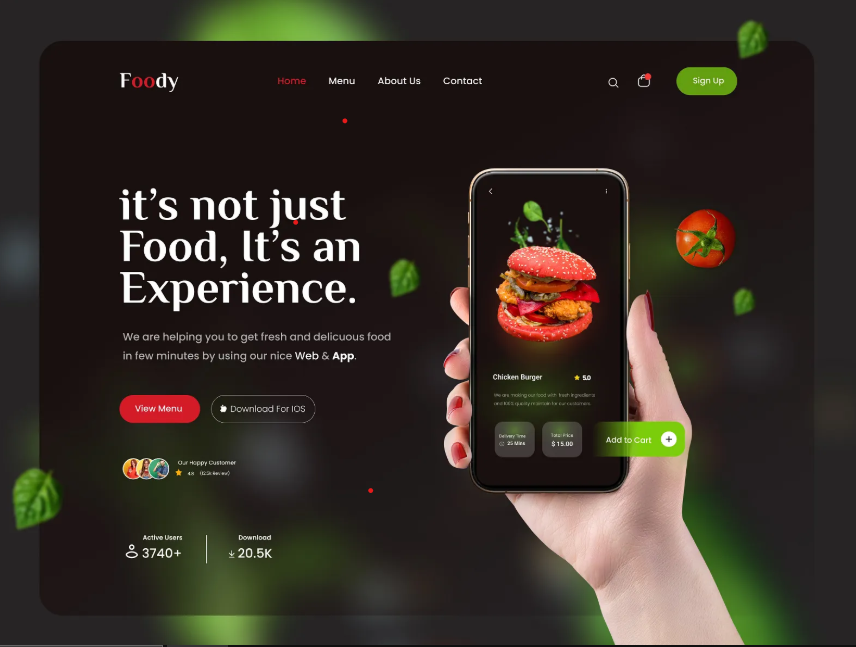 Foody
Home Menu About Us Contact
Sign Up
it's not just
Food, It's an
Experience.
We are helping you to get fresh and delicuous food
in few minutes by using our nice Web & App.
View Menu
Download For IOS
Our Happy Customer
4.8 (12.5k Review)
Active Users
3740+
Download
20.5K
Chicken Burger
5.0
We are making our food with fresh ingredients
and 100% quality maintain for our customers.
Delivery Time
25 Mins
Total Price
$ 15.00
Add to Cart